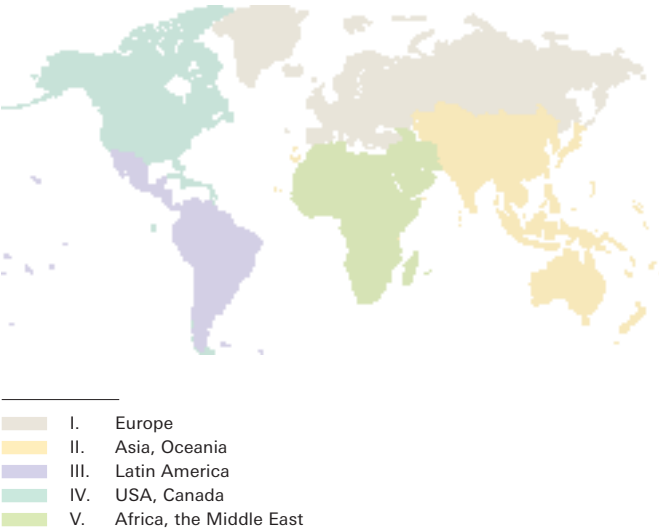 I. Europe
II. Asia, Oceania
III. Latin America
IV. USA, Canada
V. Africa, the Middle East